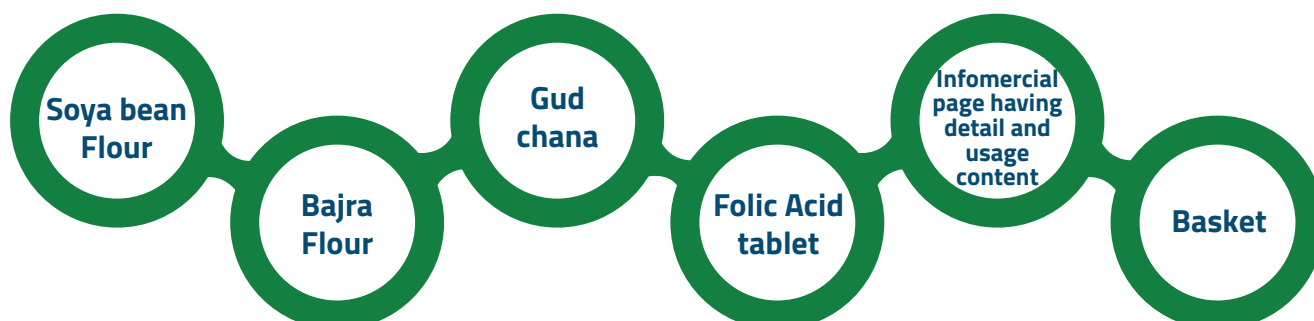 Soya bean
Flour
Bajra
Flour
Gud
chana
Folic Acid
tablet
Infomercial
page having
detail and
usage
content
Basket